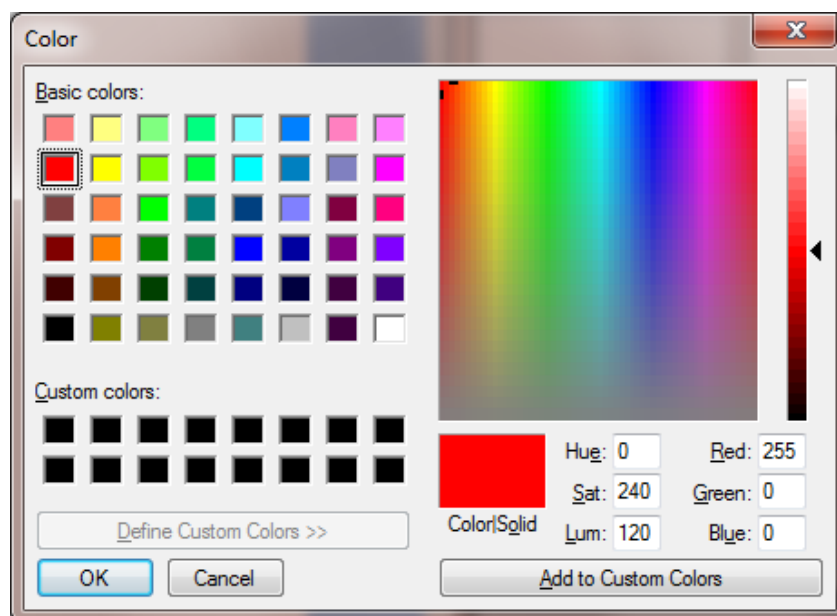 Color
Basic colors:
Custom colors:
Define Custom Colors >>
OK
Cancel
Color|Solid
Hue: 0
Sat: 240
Lum: 120
Red: 255
Green: 0
Blue: 0
Add to Custom Colors